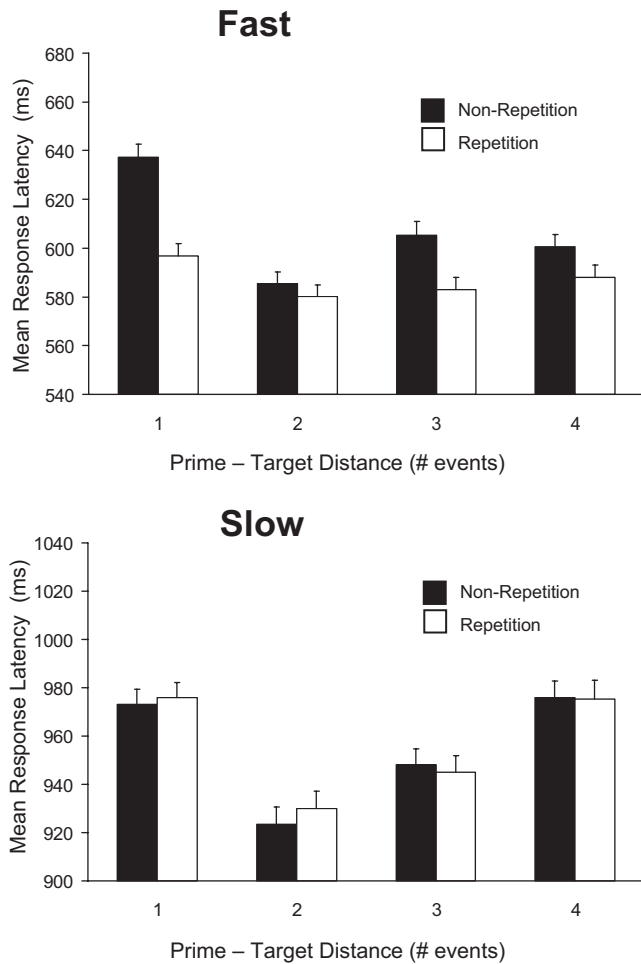 Fast
Mean Response Latency (ms)
680
660
640
620
600
580
560
540
Non-Repetition
Repetition
1 2 3 4
Prime – Target Distance (# events)
Slow
Mean Response Latency (ms)
1040
1020
1000
980
960
940
920
900
Non-Repetition
Repetition
1 2 3 4
Prime – Target Distance (# events)